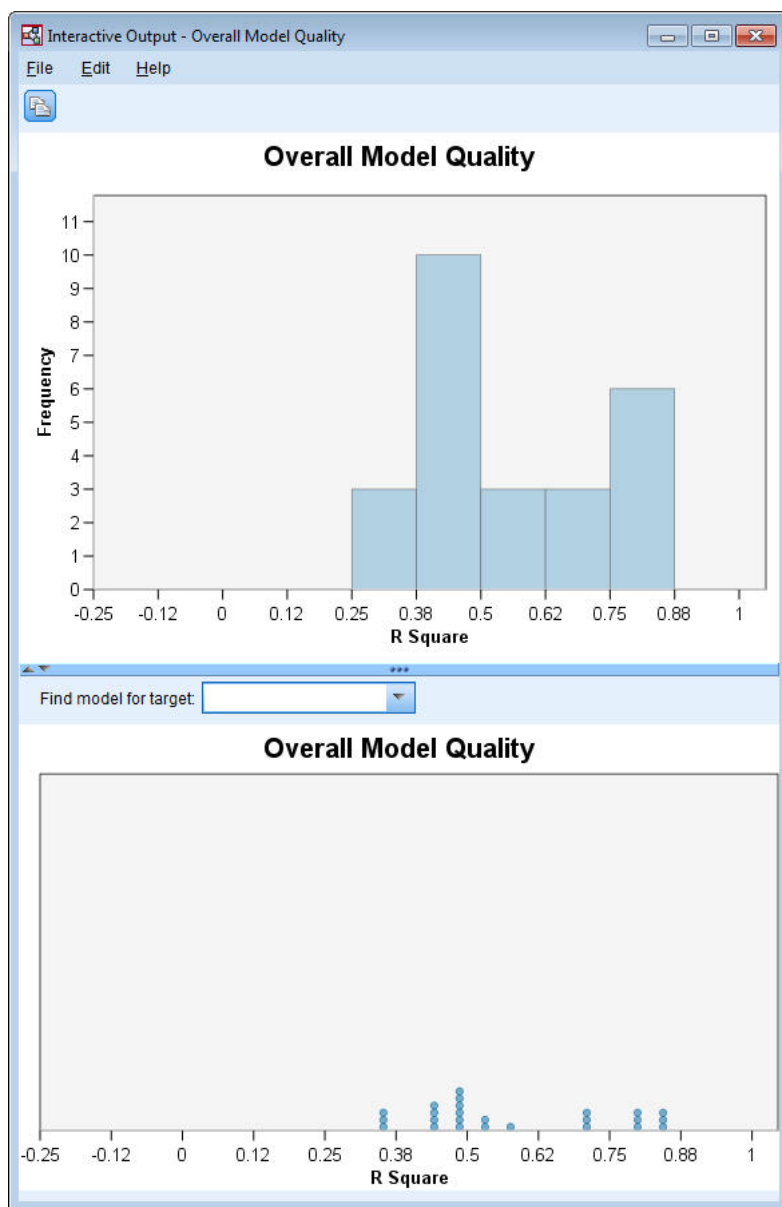 Interactive Output - Overall Model Quality
File Edit Help
Overall Model Quality
Frequency
11
10
9
8
7
6
5
4
3
2
1
0
-0.25 -0.12 0 0.12 0.25 0.38 0.5 0.62 0.75 0.88 1
R Square
Find model for target:
Overall Model Quality
-0.25 -0.12 0 0.12 0.25 0.38 0.5 0.62 0.75 0.88 1
R Square